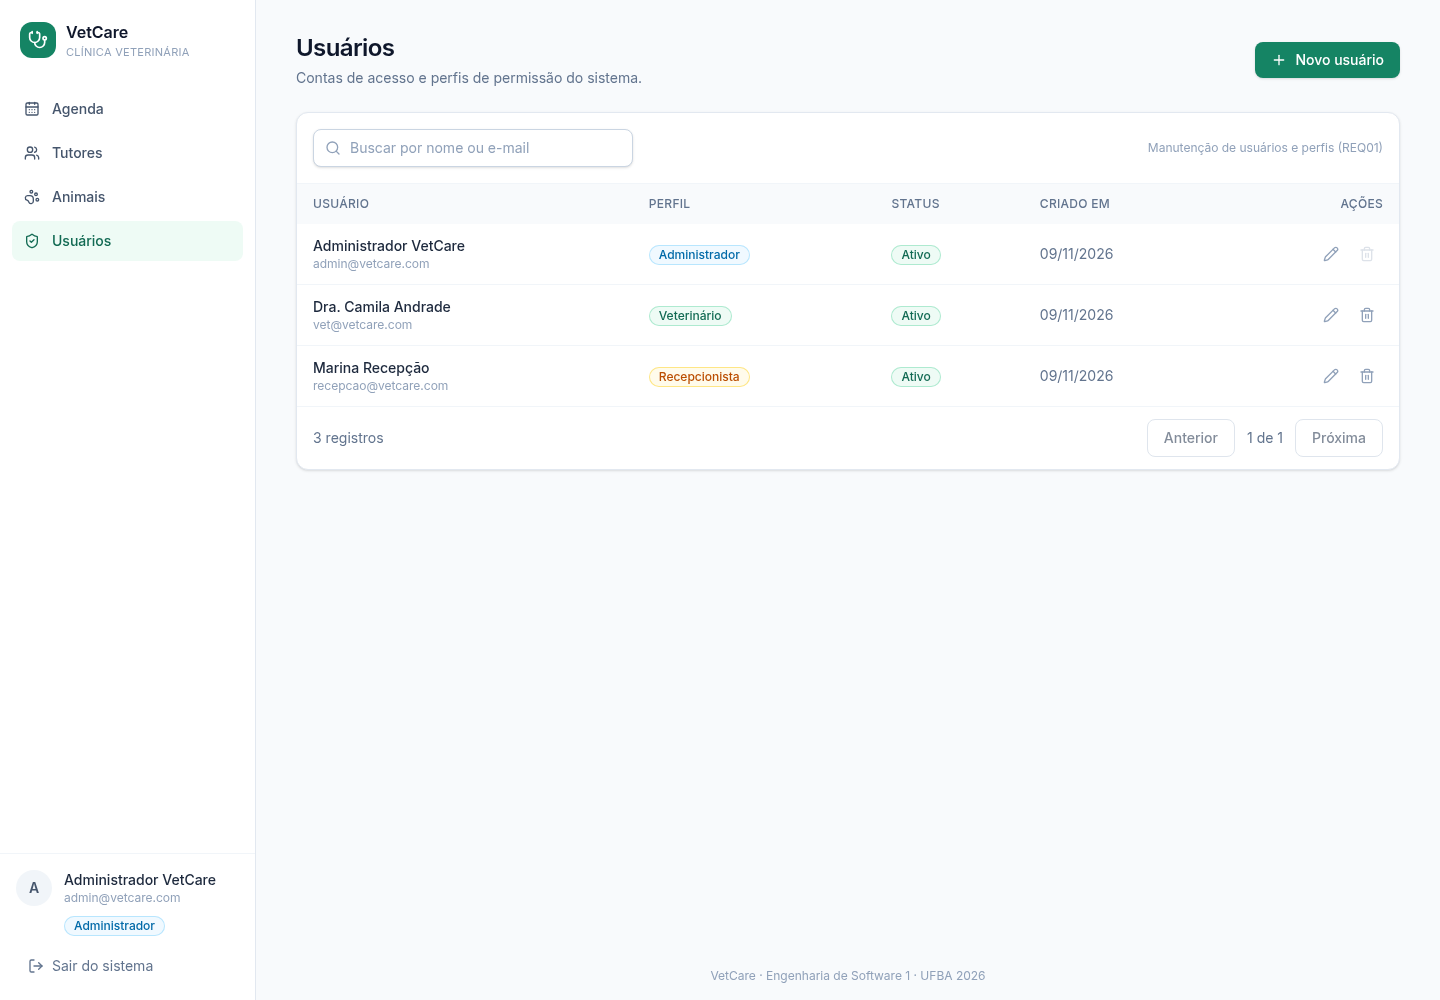 VetCare
CLÍNICA VETERINÁRIA
Agenda
Tutores
Animais
Usuários
Administrador VetCare
admin@vetcare.com
A
Administrador
Sair do sistema
Usuários
Contas de acesso e perfis de permissão do sistema.
Novo usuário
Buscar por nome ou e-mail
Manutenção de usuários e perfis (REQ01)
USUÁRIO PERFIL STATUS CRIADO EM AÇÕES
Administrador VetCare
admin@vetcare.com
Administrador Ativo 09/11/2026
Dra. Camila Andrade
vet@vetcare.com
Veterinário Ativo 09/11/2026
Marina Recepção
recepcao@vetcare.com
Recepcionista Ativo 09/11/2026
3 registros
Anterior 1 de 1 Próxima
VetCare · Engenharia de Software 1 · UFBA 2026